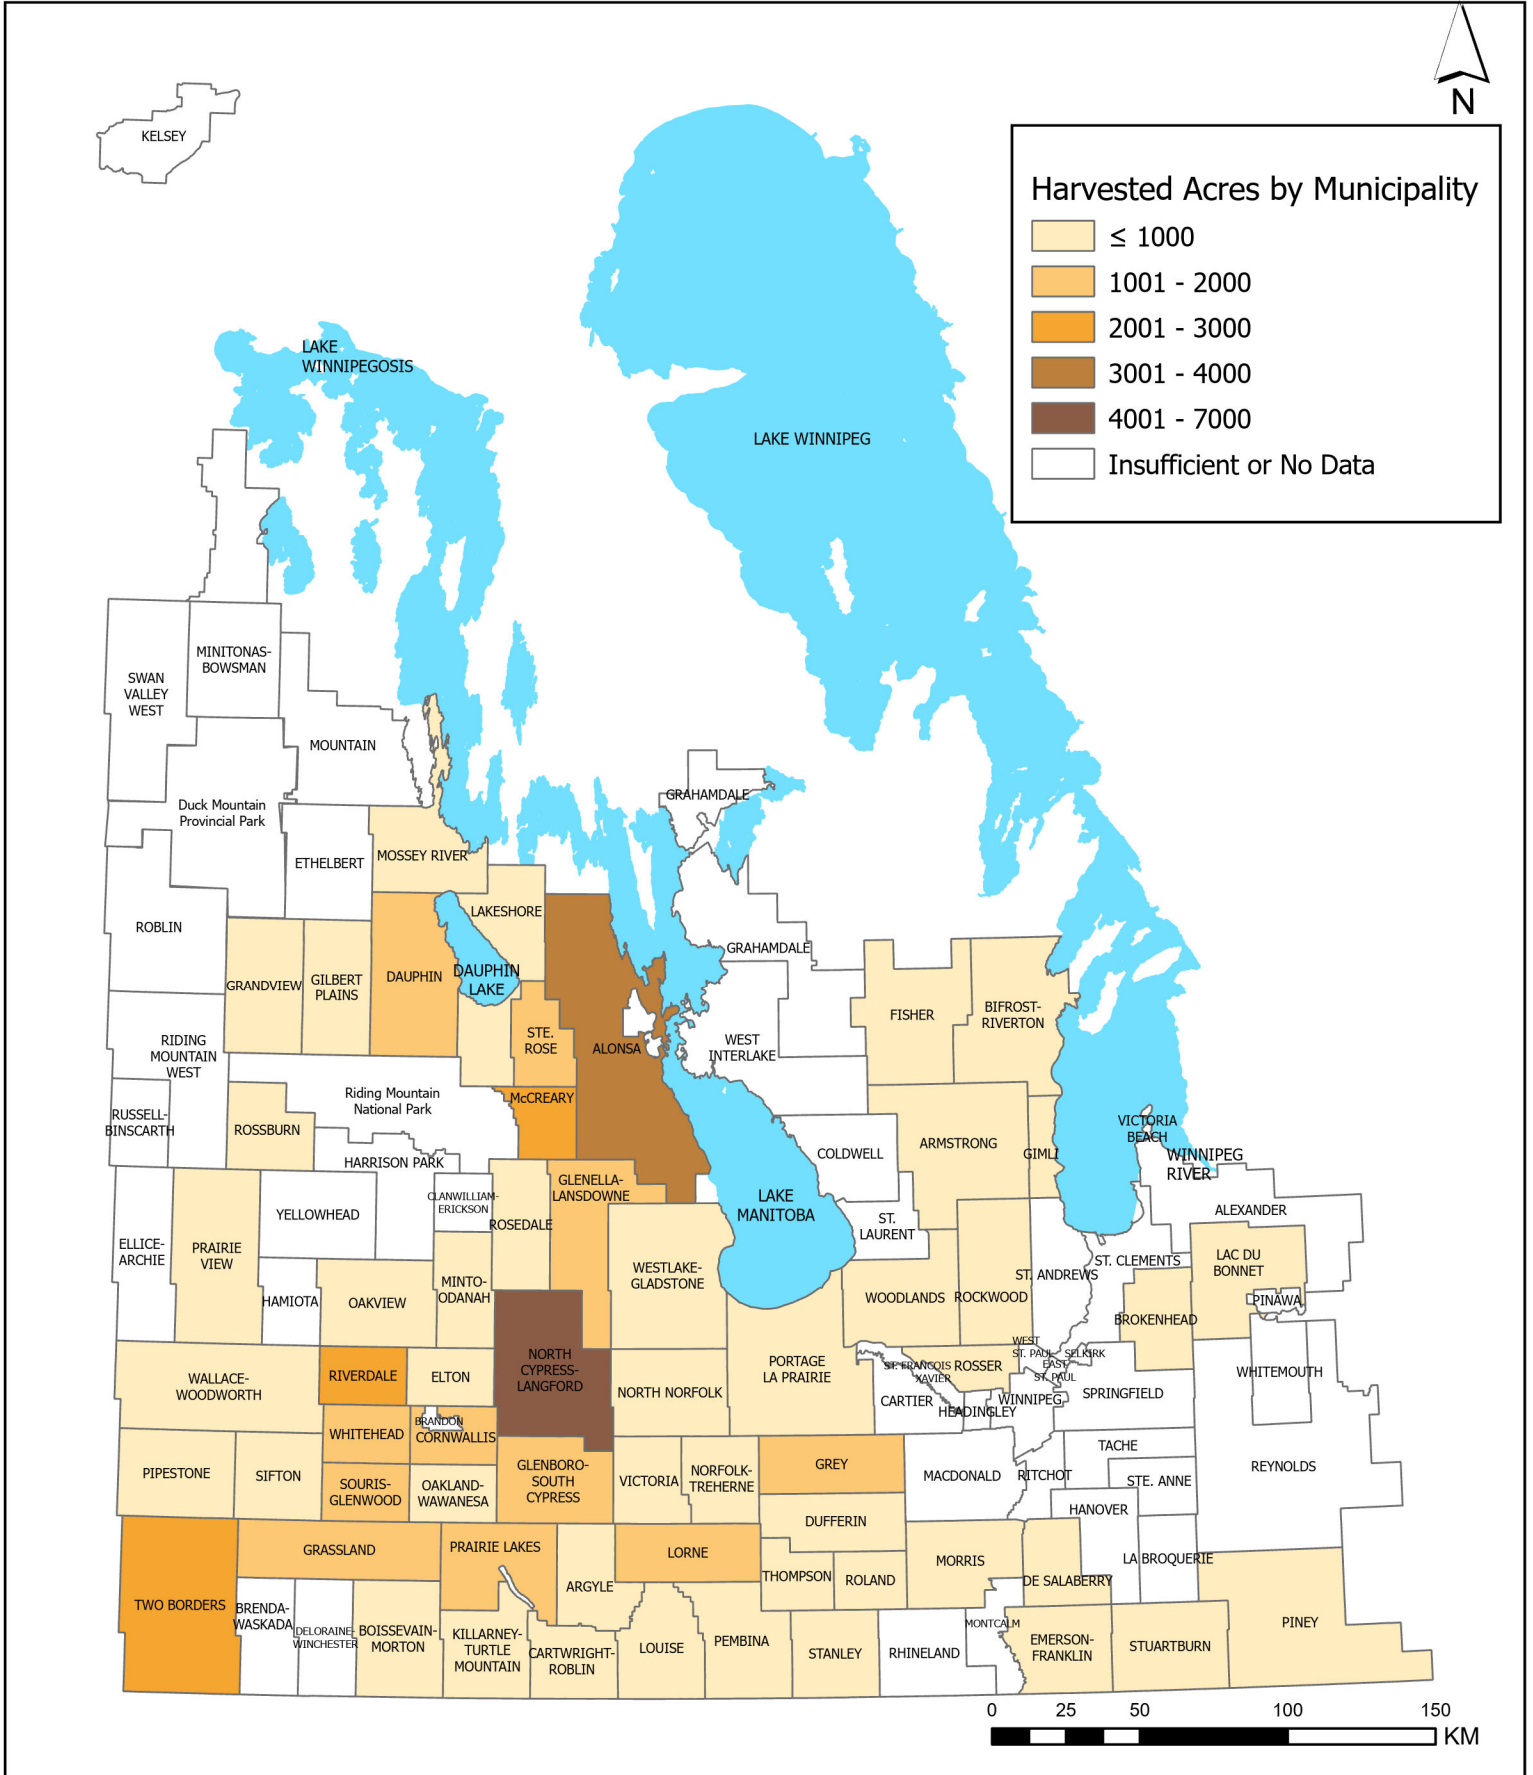 N
KELSEY
Harvested Acres by Municipality
≤ 1000
1001 - 2000
2001 - 3000
3001 - 4000
4001 - 7000
Insufficient or No Data
LAKE
WINNIPEGOSIS
LAKE WINNIPEG
MINITONAS-
BOWSMAN
SWAN
VALLEY
WEST
MOUNTAIN
GRAHAMDALE
Duck Mountain
Provincial Park
ETHELBERT
MOSSEY RIVER
LAKESHORE
ROBLIN
GRAHAMDALE
GRANDVIEW
GILBERT
PLAINS
DAUPHIN
DAUPHIN
LAKE
FISHER
BIFROST-
RIVERTON
STE.
ROSE
ALONSA
WEST
INTERLAKE
RIDING
MOUNTAIN
WEST
Riding Mountain
National Park
McCREARY
RUSSELL-
BINSCARTH
ROSSBURN
VICTORIA
BEACH
ARMSTRONG
GIMLI
COLDWELL
HARRISON PARK
WINNIPEG
RIVER
GLENELLA-
LANSDOWNE
CLANWILLIAM-
ERICKSON
LAKE
MANITOBA
YELLOWHEAD
ROSEDALE
ST.
LAURENT
ALEXANDER
ELLICE-
ARCHIE
PRAIRIE
VIEW
ST. CLEMENTS
LAC DU
BONNET
WESTLAKE-
GLADSTONE
ST. ANDREWS
MINTO-
ODANAH
HAMIOTA
OAKVIEW
WOODLANDS
ROCKWOOD
PINAWA
BROKENHEAD
WEST
ST. PAUL
SELKIRK
NORTH
CYPRESS-
LANGFORD
PORTAGE
LA PRAIRIE
ST. FRANCOIS
XAVIER
ROSSER
EAST
ST. PAUL
WHITEMOUTH
WALLACE-
WOODWORTH
RIVERDALE
ELTON
NORTH NORFOLK
CARTIER
HEADINGLEY
WINNIPEG
SPRINGFIELD
BRANDON
WHITEHEAD
CORNWALLIS
TACHE
PIPESTONE
SIFTON
SOURIS-
GLENWOOD
OAKLAND-
WAWANESA
GLENBORO-
SOUTH
CYPRESS
VICTORIA
NORFOLK-
TREHERNE
GREY
MACDONALD
RITCHOT
STE. ANNE
REYNOLDS
HANOVER
DUFFERIN
GRASSLAND
PRAIRIE LAKES
LORNE
MORRIS
LA BROQUERIE
ARGYLE
THOMPSON
ROLAND
DE SALABERRY
TWO BORDERS
BRENDA-
WASKADA
DELORAINE-
WINCHESTER
BOISSEVAIN-
MORTON
KILLARNEY-
TURTLE
MOUNTAIN
CARTWRIGHT-
ROBLIN
LOUISE
PEMBINA
STANLEY
RHINELAND
MONTCALM
EMERSON-
FRANKLIN
STUARTBURN
PINEY
0 25 50 100 150
KM